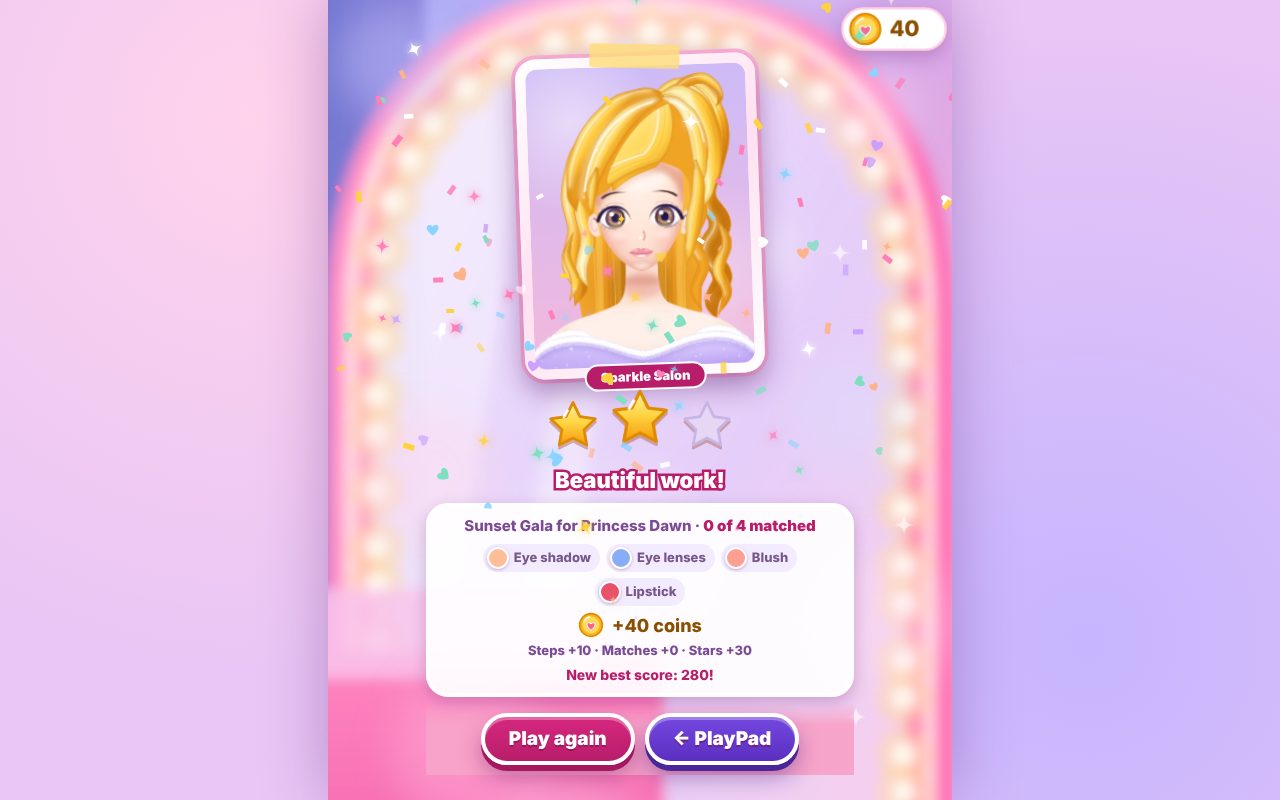 40
Sparkle Salon
Beautiful work!
Sunset Gala for Princess Dawn · 0 of 4 matched
Eye shadow
Eye lenses
Blush
Lipstick
+40 coins
Steps +10 · Matches +0 · Stars +30
New best score: 280!
Play again
← PlayPad